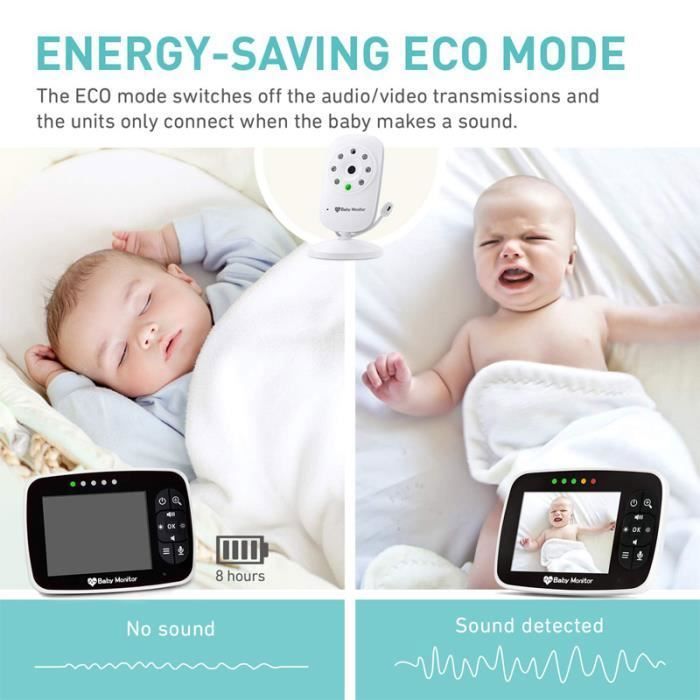 ENERGY-SAVING ECO MODE
The ECO mode switches off the audio/video transmissions and
the units only connect when the baby makes a sound.
Baby Monitor
OK
Baby Monitor
8 hours
OK
Baby Monitor
No sound
Sound detected